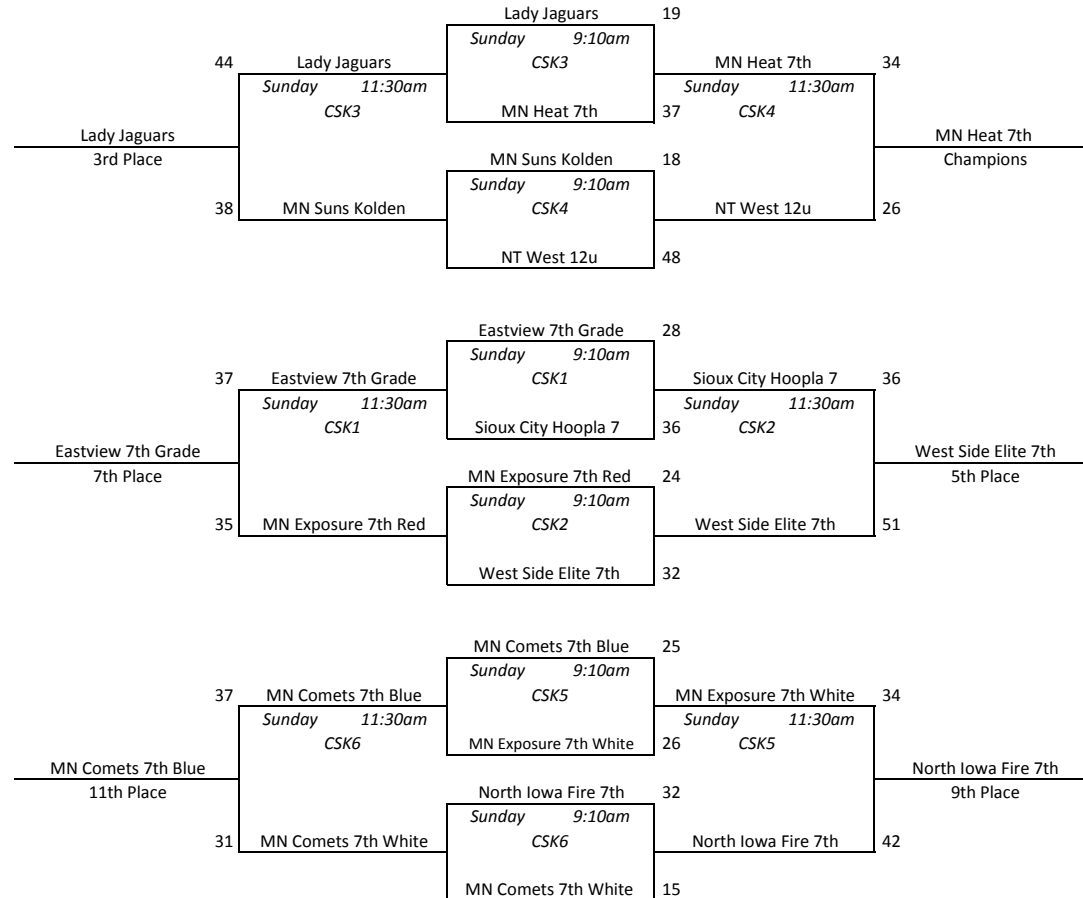 Lady Jaguars 19
Sunday 9:10am
44 Lady Jaguars CSK3 MN Heat 7th 34
Sunday 11:30am Sunday 11:30am
CSK3 MN Heat 7th 37 CSK4
Lady Jaguars MN Heat 7th
3rd Place MN Suns Kolden 18 Champions
Sunday 9:10am
38 MN Suns Kolden CSK4 NT West 12u 26
NT West 12u 48
Eastview 7th Grade 28
Sunday 9:10am
37 Eastview 7th Grade CSK1 Sioux City Hoopla 7 36
Sunday 11:30am Sunday 11:30am
CSK1 Sioux City Hoopla 7 36 CSK2
Eastview 7th Grade West Side Elite 7th
7th Place MN Exposure 7th Red 24 5th Place
Sunday 9:10am
35 MN Exposure 7th Red CSK2 West Side Elite 7th 51
West Side Elite 7th 32
MN Comets 7th Blue 25
Sunday 9:10am
37 MN Comets 7th Blue CSK5 MN Exposure 7th White 34
Sunday 11:30am Sunday 11:30am
CSK6 MN Exposure 7th White 26 CSK5
MN Comets 7th Blue North Iowa Fire 7th
11th Place North Iowa Fire 7th 32 9th Place
Sunday 9:10am
31 MN Comets 7th White CSK6 North Iowa Fire 7th 42
MN Comets 7th White 15